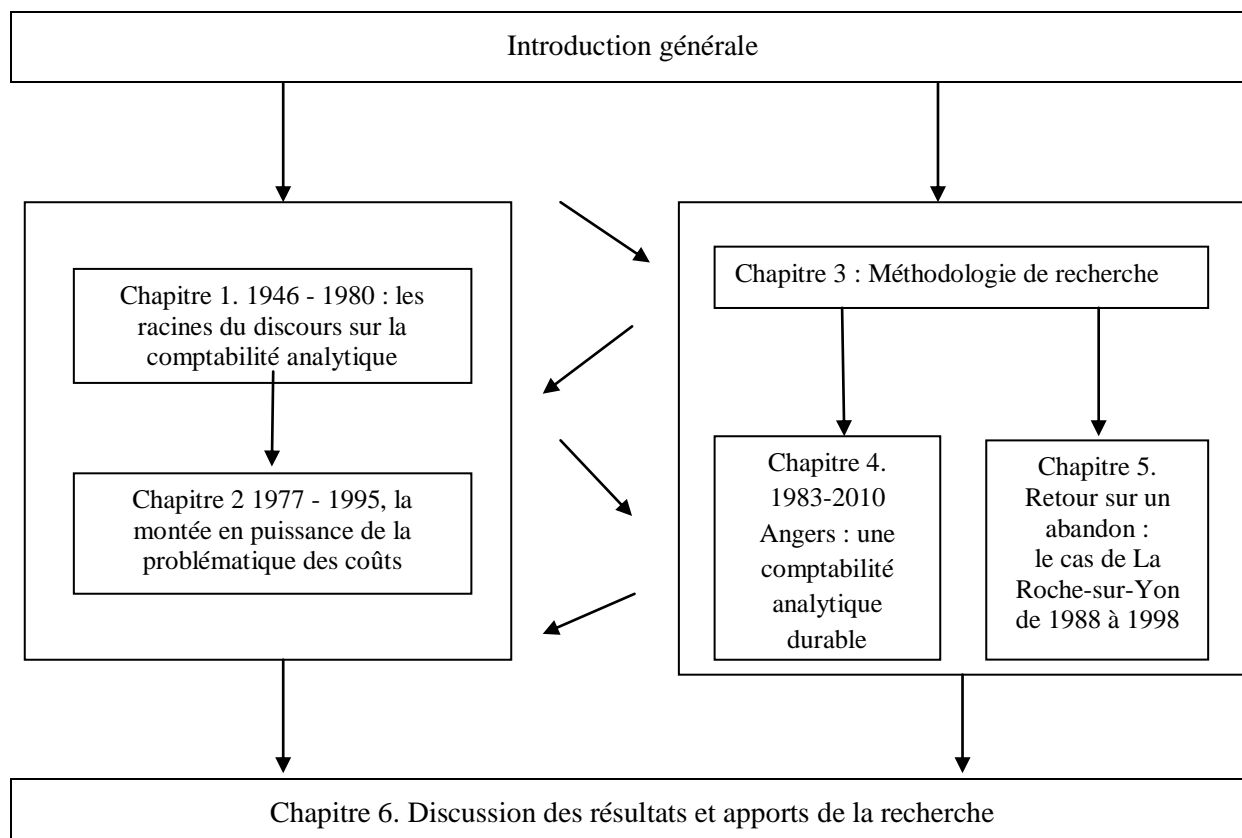 Introduction générale
Chapitre 1. 1946 - 1980 : les
racines du discours sur la
comptabilité analytique
Chapitre 2 1977 - 1995, la
montée en puissance de la
problématique des coûts
Chapitre 3 : Méthodologie de recherche
Chapitre 4.
1983-2010
Angers : une
comptabilité
analytique
durable
Chapitre 5.
Retour sur un
abandon :
le cas de La
Roche-sur-Yon
de 1988 à 1998
Chapitre 6. Discussion des résultats et apports de la recherche